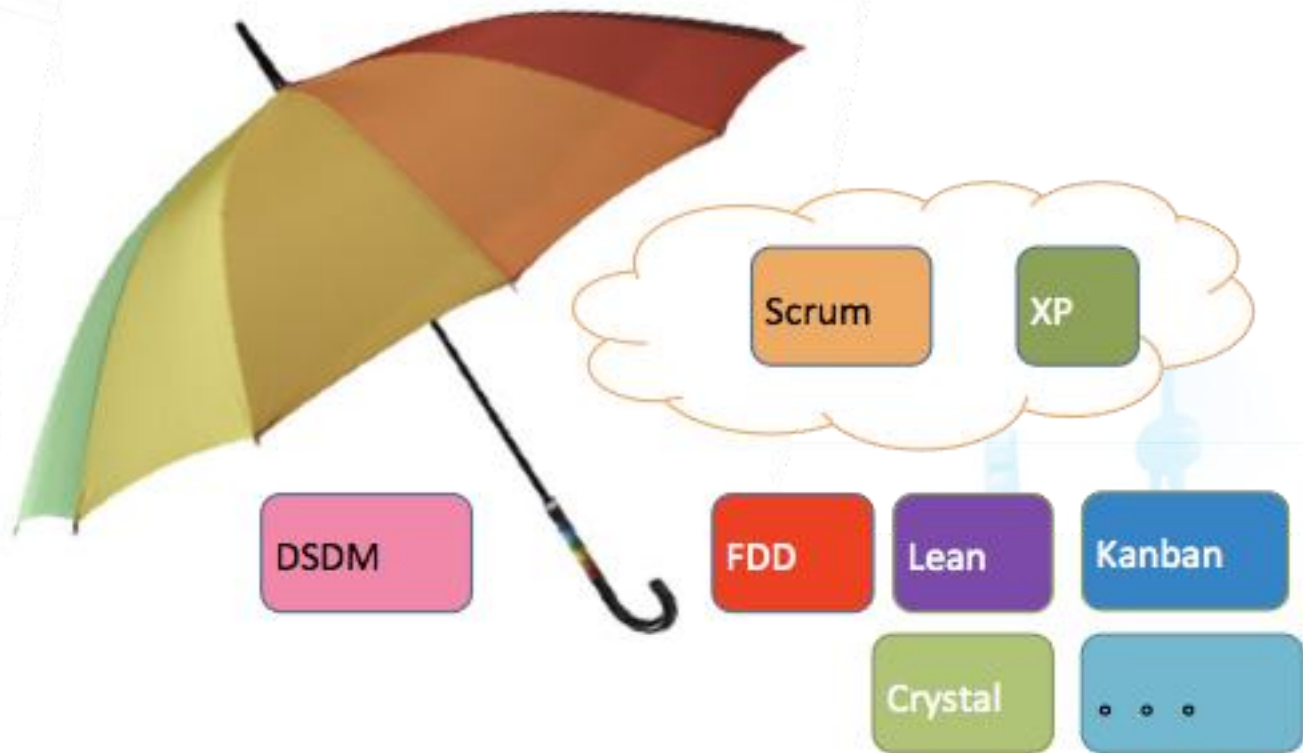 Scrum
XP
DSDM
FDD
Lean
Kanban
Crystal
. . .